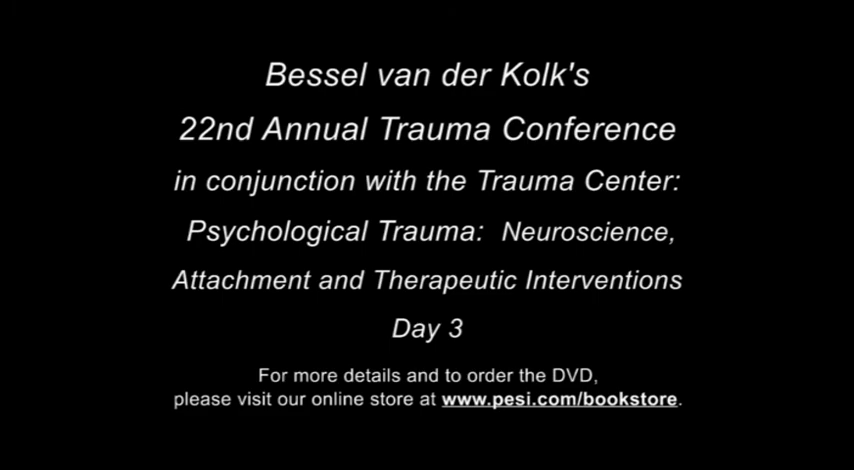 Bessel van der Kolk's
22nd Annual Trauma Conference
in conjunction with the Trauma Center:
Psychological Trauma: Neuroscience,
Attachment and Therapeutic Interventions
Day 3
For more details and to order the DVD,
please visit our online store at www.pesi.com/bookstore.